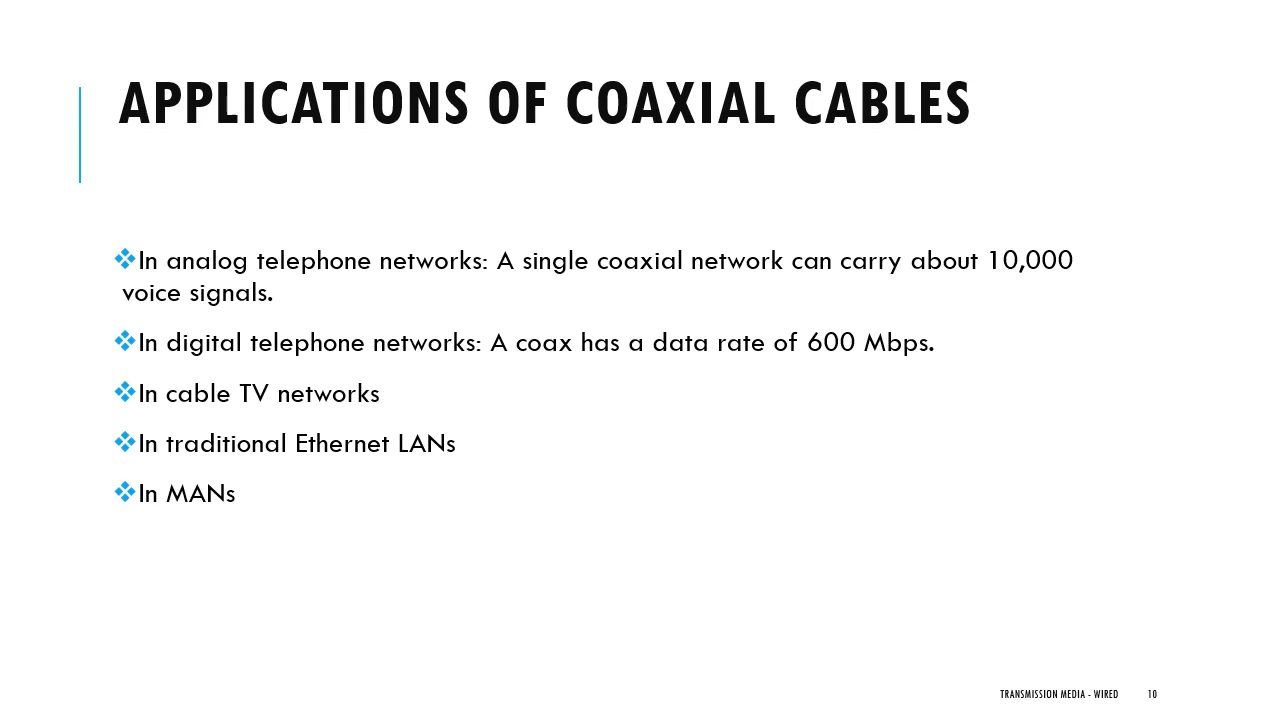 APPLICATIONS OF COAXIAL CABLES
❖In analog telephone networks: A single coaxial network can carry about 10,000
voice signals.
❖In digital telephone networks: A coax has a data rate of 600 Mbps.
❖In cable TV networks
❖In traditional Ethernet LANs
❖In MANs
TRANSMISSION MEDIA - WIRED 10